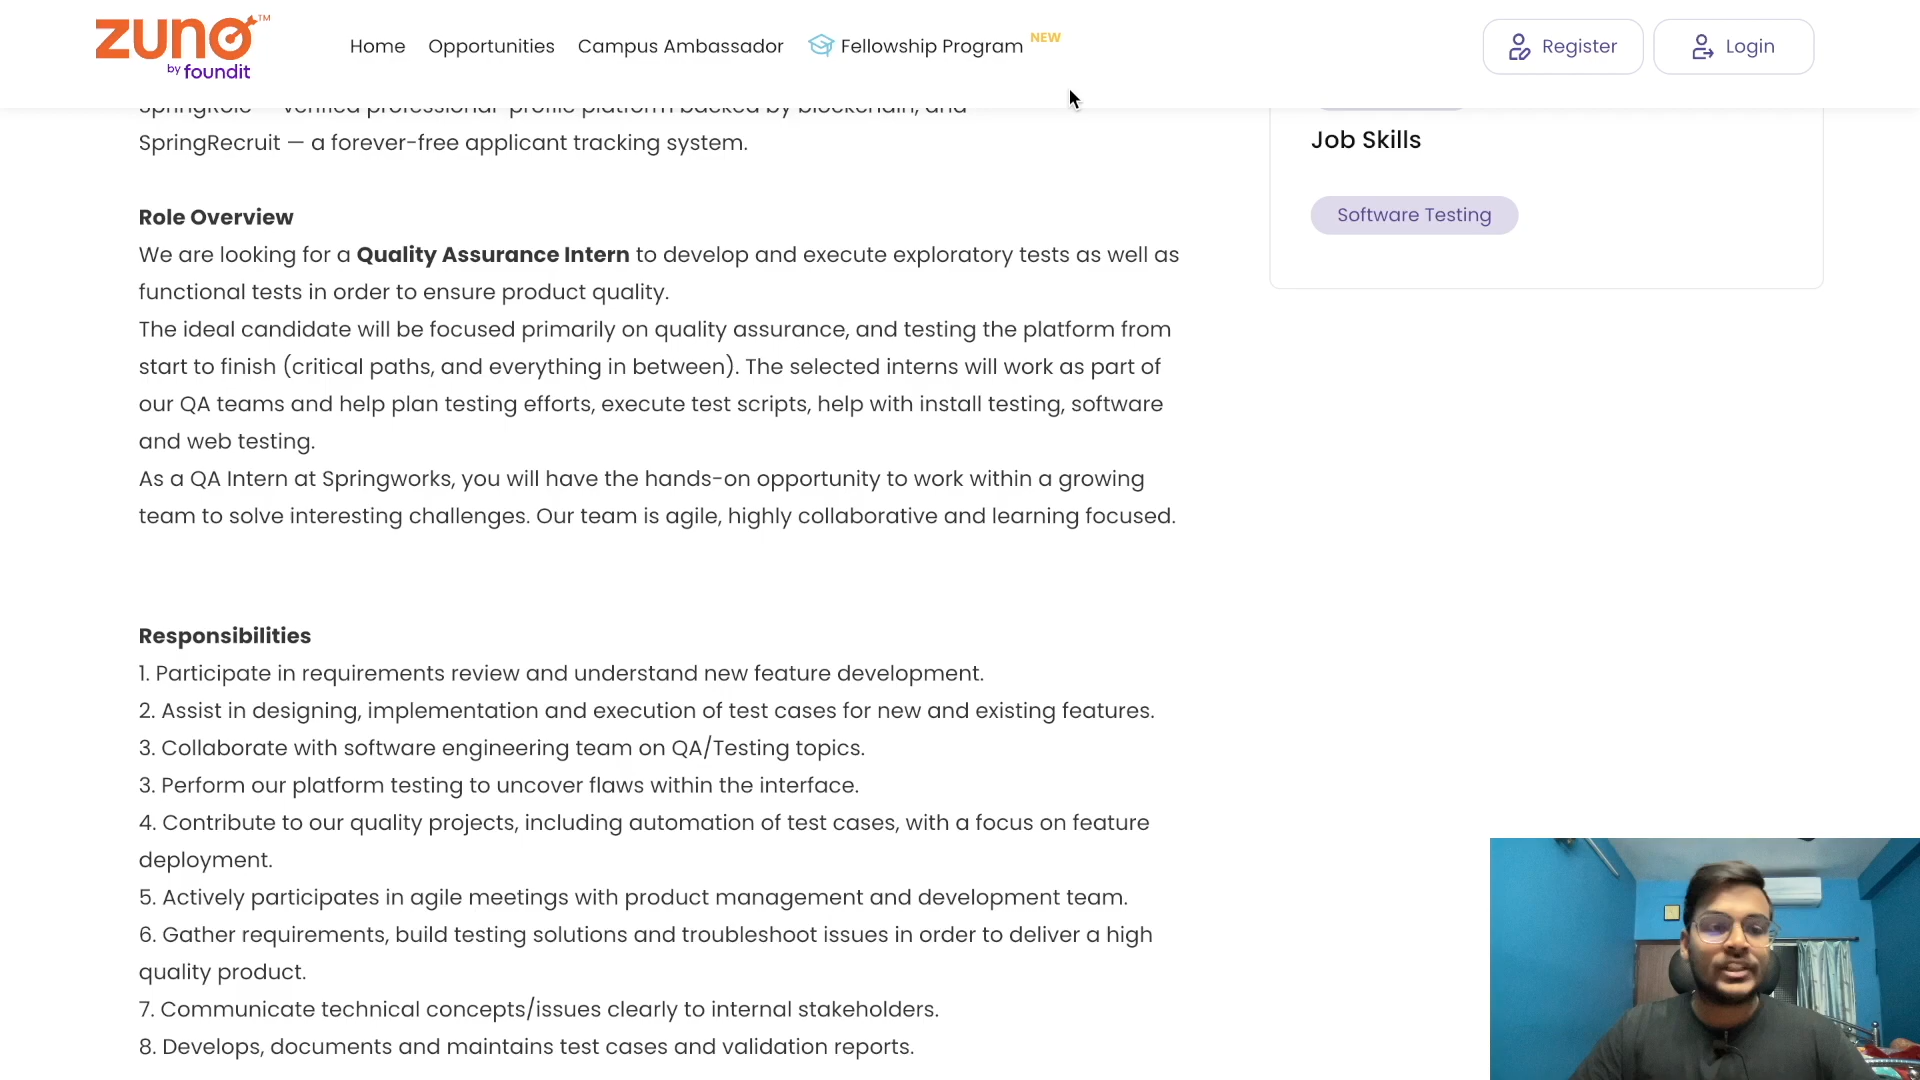 zuno™
by foundit
Home Opportunities Campus Ambassador Fellowship Program NEW
Register Login
SpringRole — verified professional-profile platform backed by blockchain, and
SpringRecruit — a forever-free applicant tracking system.
Role Overview
We are looking for a Quality Assurance Intern to develop and execute exploratory tests as well as
functional tests in order to ensure product quality.
The ideal candidate will be focused primarily on quality assurance, and testing the platform from
start to finish (critical paths, and everything in between). The selected interns will work as part of
our QA teams and help plan testing efforts, execute test scripts, help with install testing, software
and web testing.
As a QA Intern at Springworks, you will have the hands-on opportunity to work within a growing
team to solve interesting challenges. Our team is agile, highly collaborative and learning focused.
Responsibilities
1. Participate in requirements review and understand new feature development.
2. Assist in designing, implementation and execution of test cases for new and existing features.
3. Collaborate with software engineering team on QA/Testing topics.
3. Perform our platform testing to uncover flaws within the interface.
4. Contribute to our quality projects, including automation of test cases, with a focus on feature
deployment.
5. Actively participates in agile meetings with product management and development team.
6. Gather requirements, build testing solutions and troubleshoot issues in order to deliver a high
quality product.
7. Communicate technical concepts/issues clearly to internal stakeholders.
8. Develops, documents and maintains test cases and validation reports.
Job Skills
Software Testing